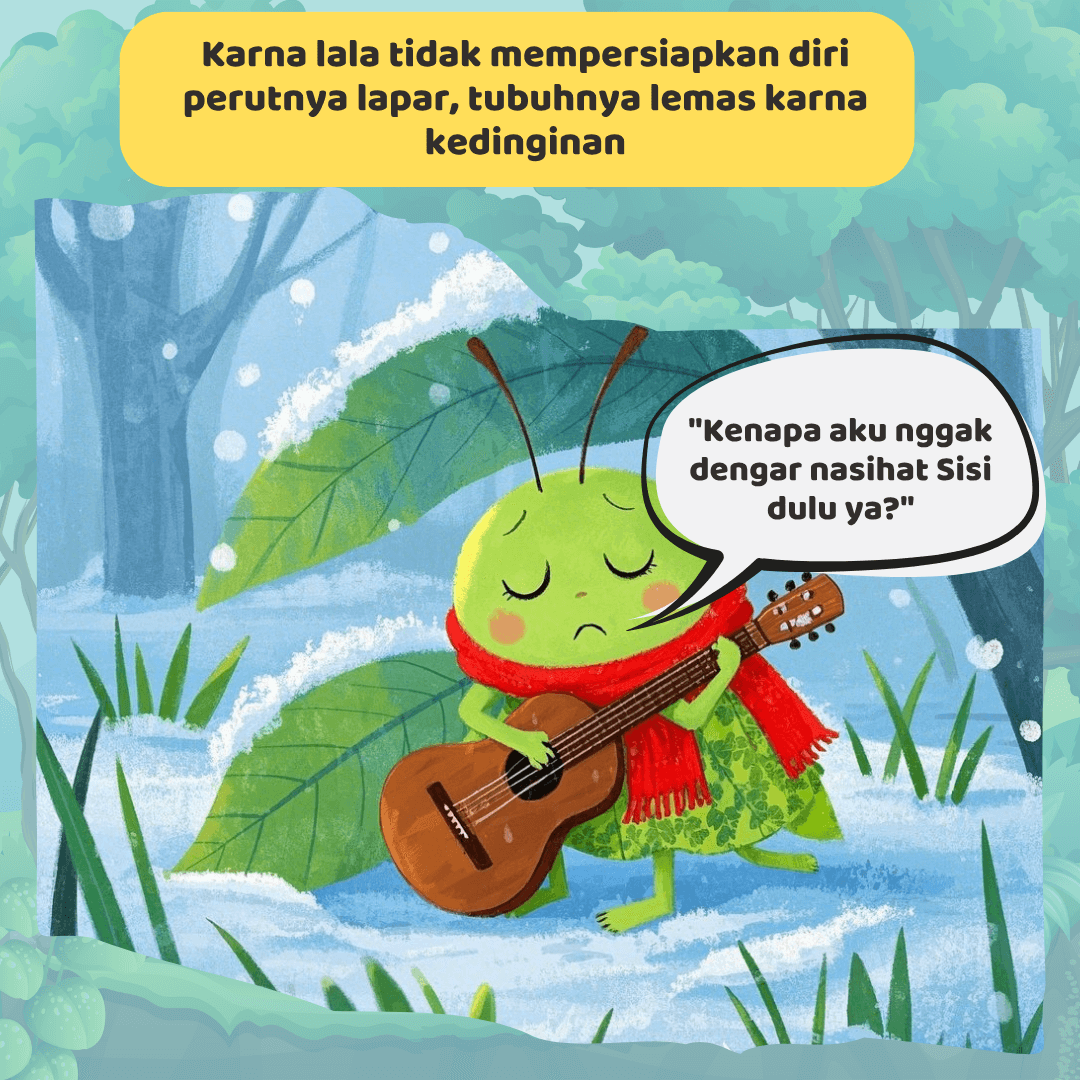 Karna lala tidak mempersiapkan diri
perutnya lapar, tubuhnya lemas karna
kedinginan
"Kenapa aku nggak
dengar nasihat Sisi
dulu ya?"